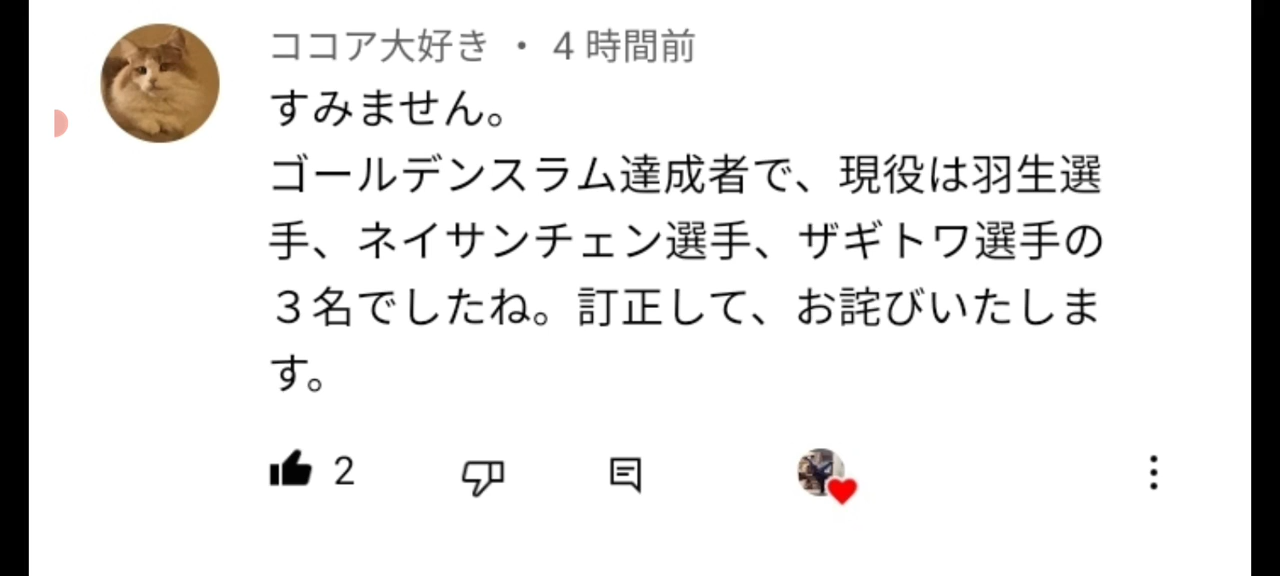 ココア大好き ・ 4 時間前
すみません。
ゴールデンスラム達成者で、現役は羽生選
手、ネイサンチェン選手、ザギトワ選手の
３名でしたね。訂正して、お詫びいたしま
す。
2